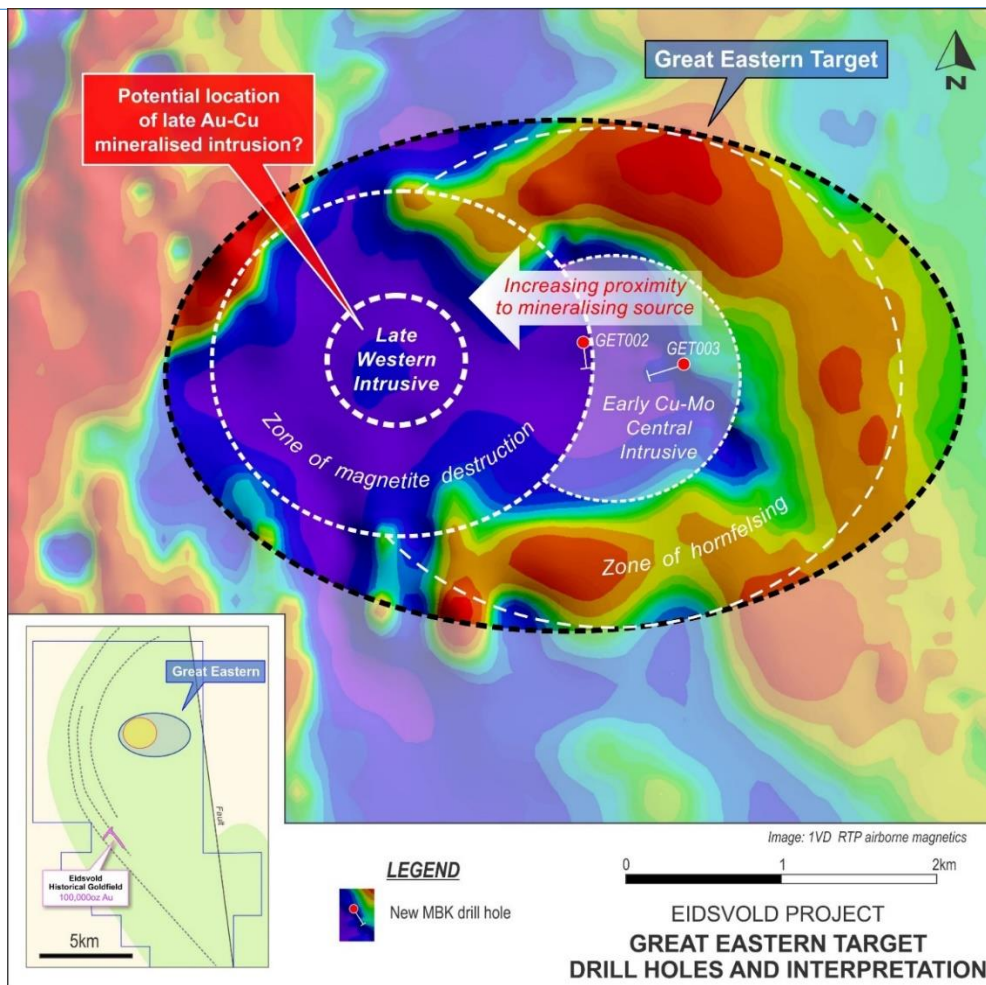 Great Eastern Target
N
Potential location
of late Au-Cu
mineralised intrusion?
Increasing proximity
to mineralising source
GET002
GET003
Late
Western
Intrusive
Early Cu-Mo
Central
Intrusive
Zone of magnetite destruction
Zone of hornfelsing
Great Eastern
Fault
Eidsvold
Historical Goldfield
100,000oz Au
5km
LEGEND
New MBK drill hole
Image: 1VD RTP airborne magnetics
0 1 2km
EIDSVOLD PROJECT
GREAT EASTERN TARGET
DRILL HOLES AND INTERPRETATION